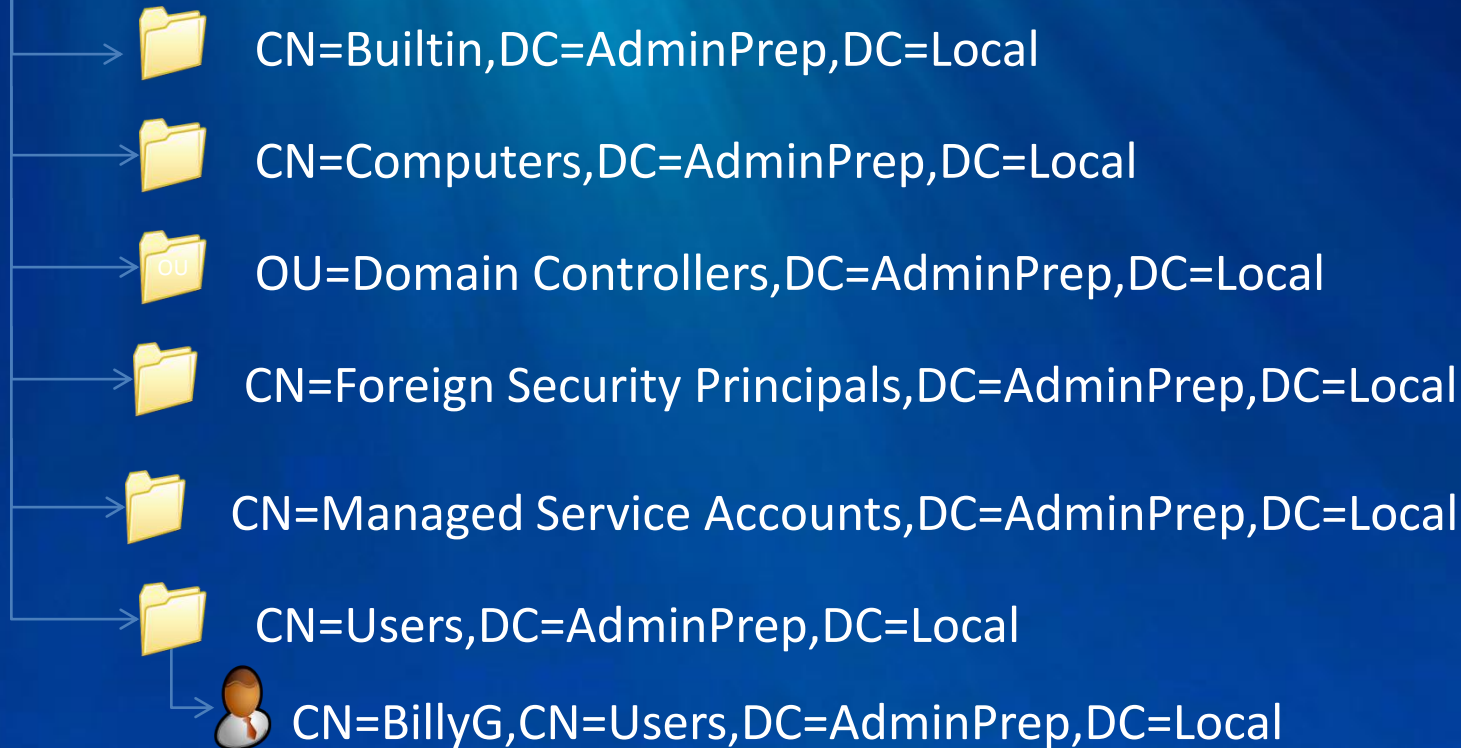 CN=Builtin,DC=AdminPrep,DC=Local
CN=Computers,DC=AdminPrep,DC=Local
OU
OU=Domain Controllers,DC=AdminPrep,DC=Local
CN=Foreign Security Principals,DC=AdminPrep,DC=Local
CN=Managed Service Accounts,DC=AdminPrep,DC=Local
CN=Users,DC=AdminPrep,DC=Local
CN=BillyG,CN=Users,DC=AdminPrep,DC=Local